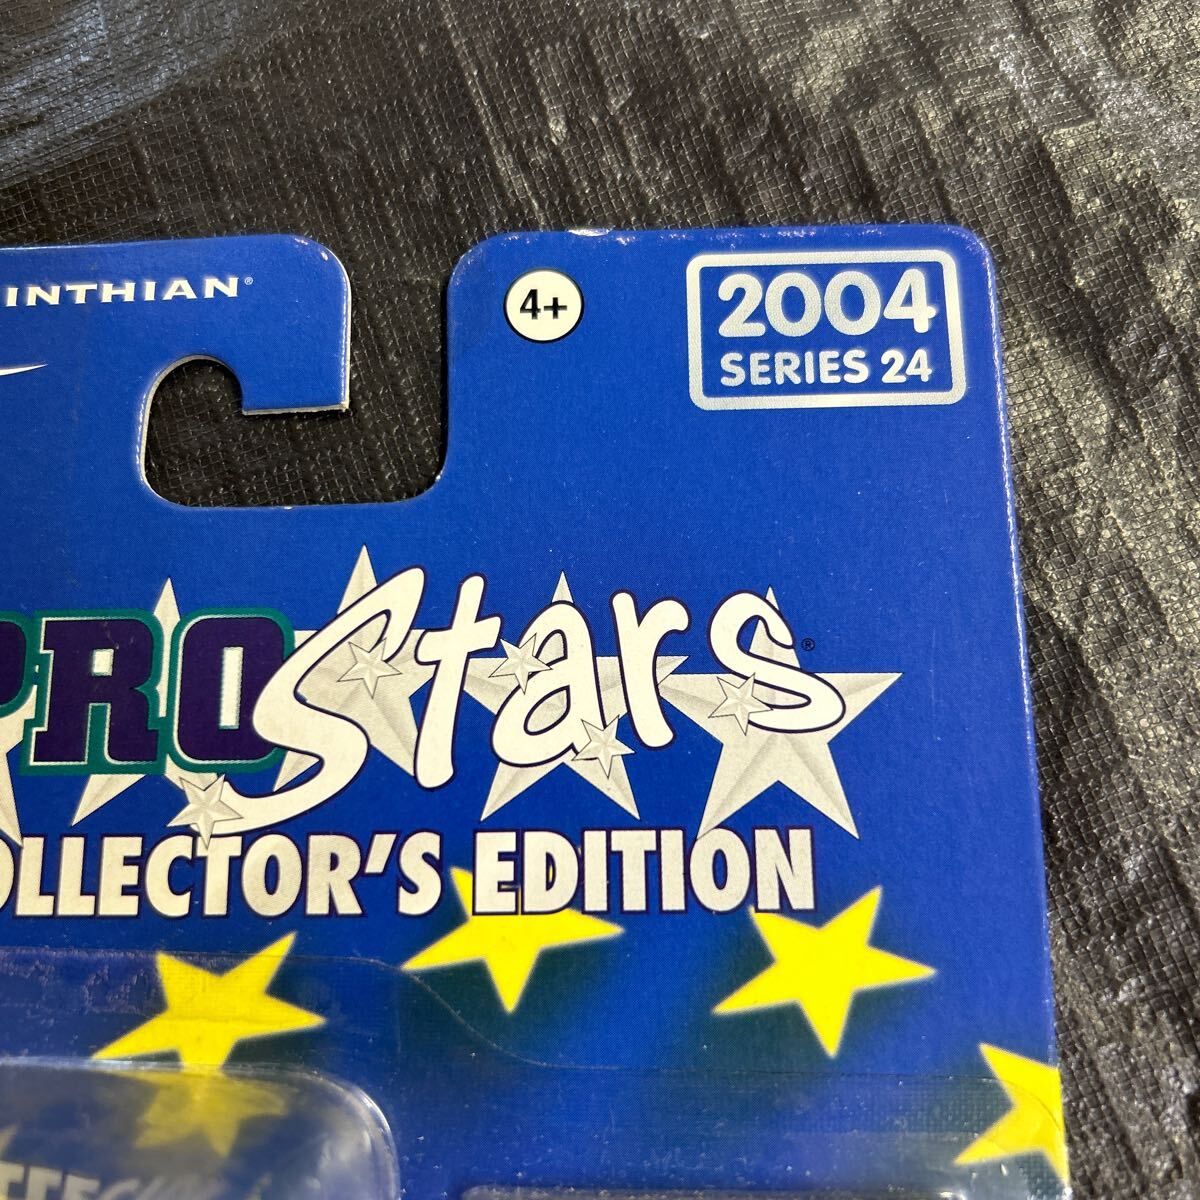 INTHIAN®
4+
2004
SERIES 24
PRO Stars®
OLLECTOR'S EDITION